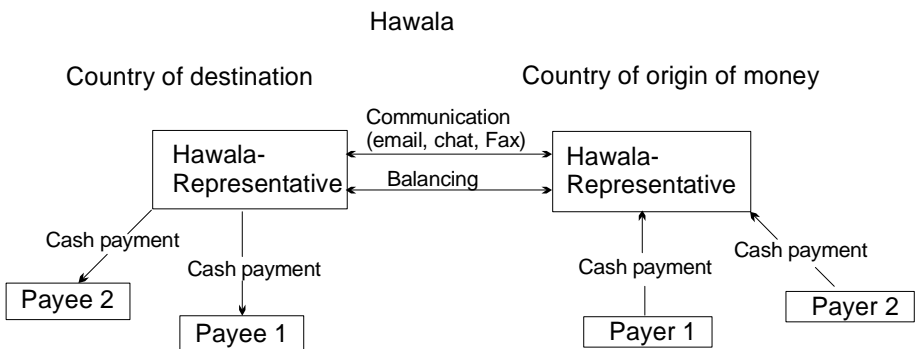 Hawala
Country of destination
Country of origin of money
Communication
(email, chat, Fax)
Hawala-
Representative
Balancing
Hawala-
Representative
Cash payment
Cash payment
Cash payment
Cash payment
Payee 2
Payee 1
Payer 1
Payer 2